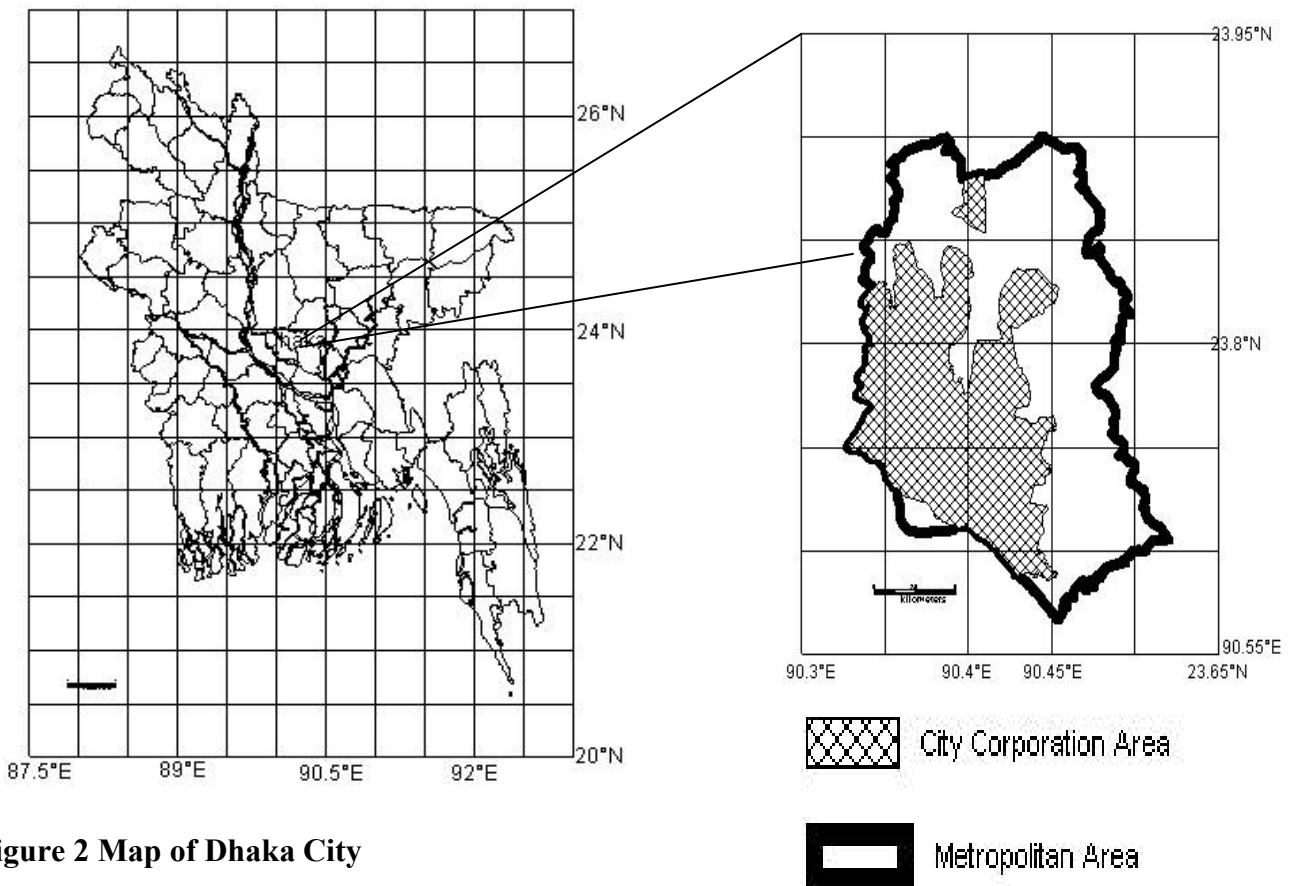 26°N
24°N
22°N
20°N
87.5°E 89°E 90.5°E 92°E
23.95°N
23.8°N
kilometers
90.55°E
90.3°E 90.4°E 90.45°E 23.65°N
City Corporation Area
Metropolitan Area
igure 2 Map of Dhaka City